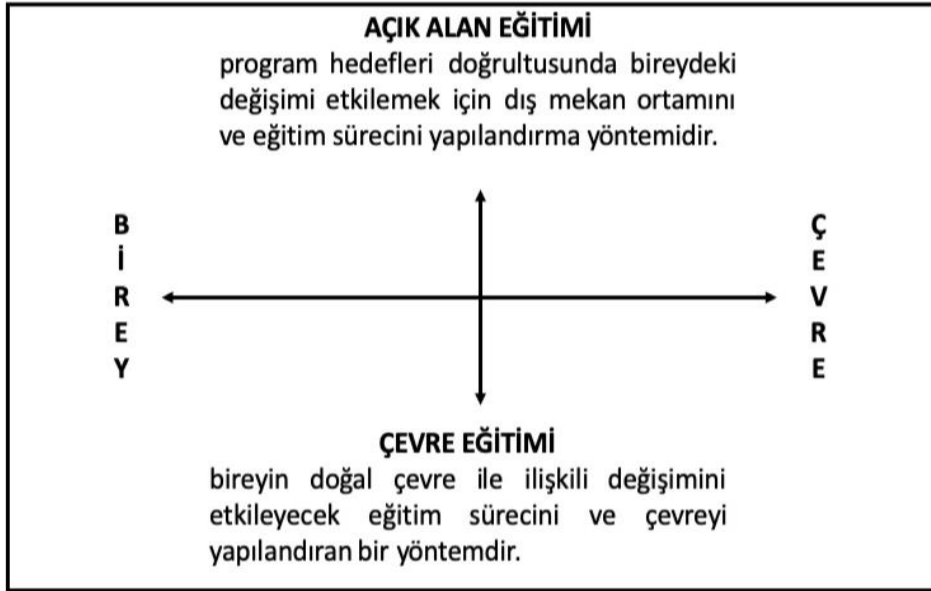 AÇIK ALAN EĞİTİMİ
program hedefleri doğrultusunda bireydeki
değişimi etkilemek için dış mekan ortamını
ve eğitim sürecini yapılandırma yöntemidir.
B
İ
R
E
Y
Ç
E
V
R
E
ÇEVRE EĞİTİMİ
bireyin doğal çevre ile ilişkili değişimini
etkileyecek eğitim sürecini ve çevreyi
yapılandıran bir yöntemdir.